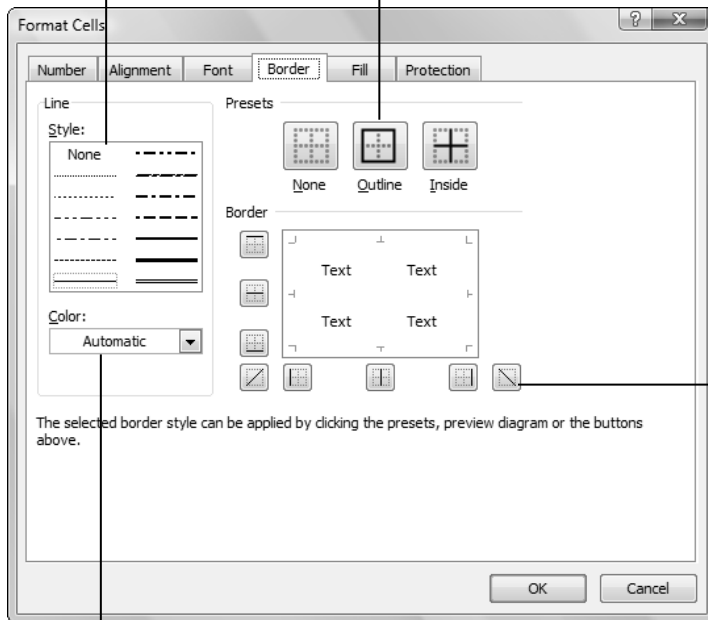 Format Cells
Number Alignment Font Border Fill Protection
Line
Style:
None
Color:
Automatic
Presets
None Outline Inside
Border
Text Text
Text Text
The selected border style can be applied by clicking the presets, preview diagram or the buttons
above.
OK Cancel